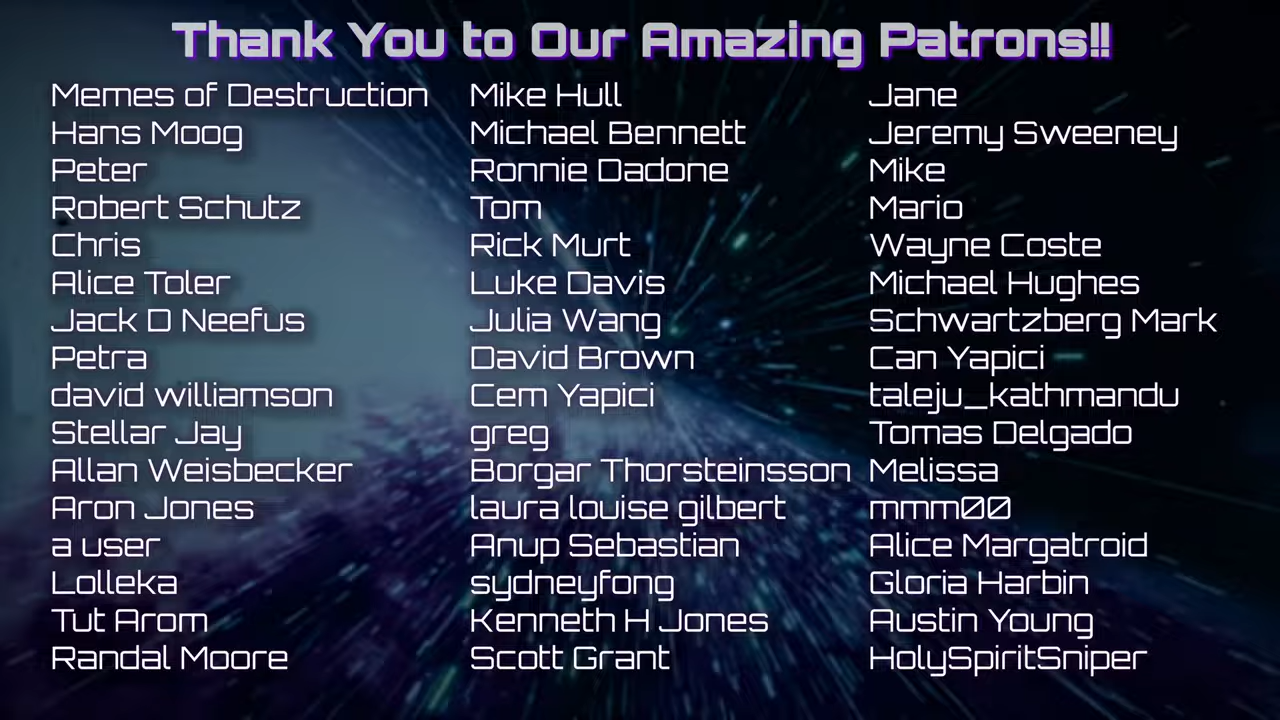 Thank You to Our Amazing Patrons!!
Memes of Destruction
Hans Moog
Peter
Robert Schutz
Chris
Alice Toler
Jack D Neefus
Petra
david williamson
Stellar Jay
Allan Weisbecker
Aron Jones
a user
Lolleka
Tut Arom
Randal Moore
Mike Hull
Michael Bennett
Ronnie Dadone
Tom
Rick Murt
Luke Davis
Julia Wang
David Brown
Cem Yapici
greg
Borgar Thorsteinsson
laura louise gilbert
Anup Sebastian
sydneyfong
Kenneth H Jones
Scott Grant
Jane
Jeremy Sweeney
Mike
Mario
Wayne Coste
Michael Hughes
Schwartzberg Mark
Can Yapici
taleju_kathmandu
Tomas Delgado
Melissa
mmm00
Alice Margatroid
Gloria Harbin
Austin Young
HolySpiritSniper